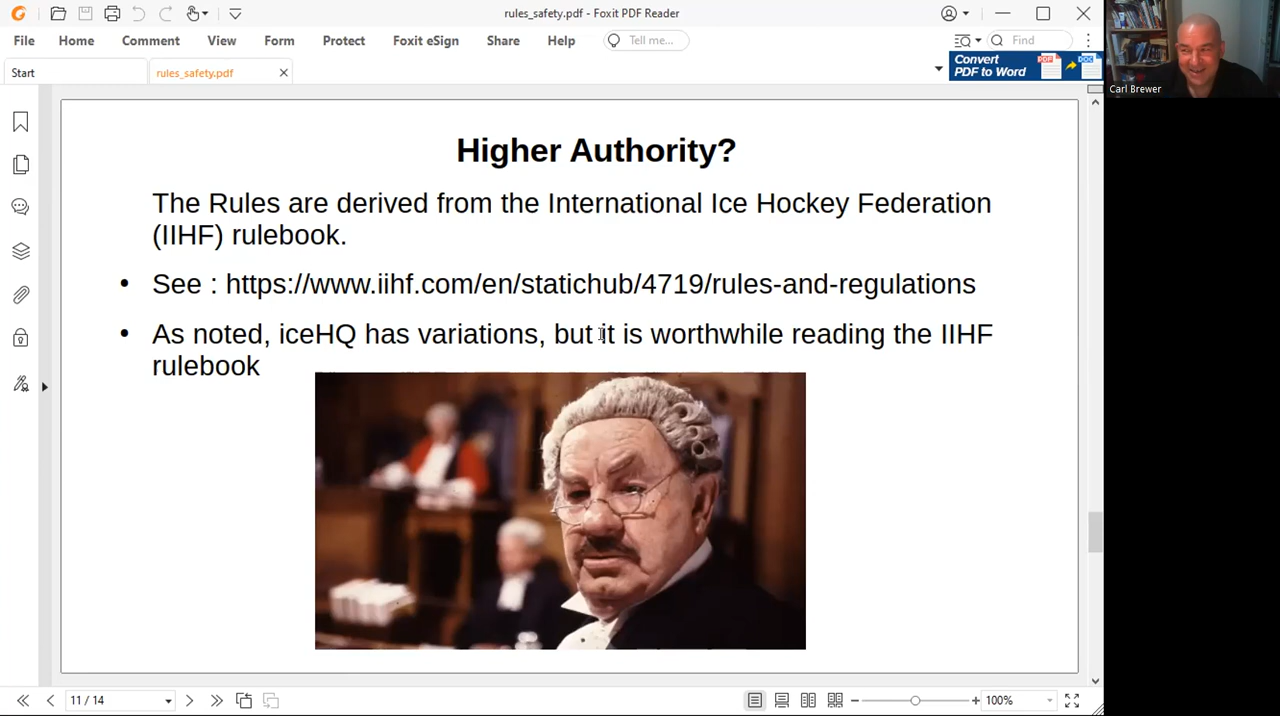 rules_safety.pdf - Foxit PDF Reader
File Home Comment View Form Protect Foxit eSign Share Help Tell me... Find
Start rules_safety.pdf
Convert
PDF to Word PDF DOC
Carl Brewer
Higher Authority?
The Rules are derived from the International Ice Hockey Federation
(IIHF) rulebook.
• See : https://www.iihf.com/en/statichub/4719/rules-and-regulations
• As noted, iceHQ has variations, but it is worthwhile reading the IIHF
rulebook
11 / 14 100%